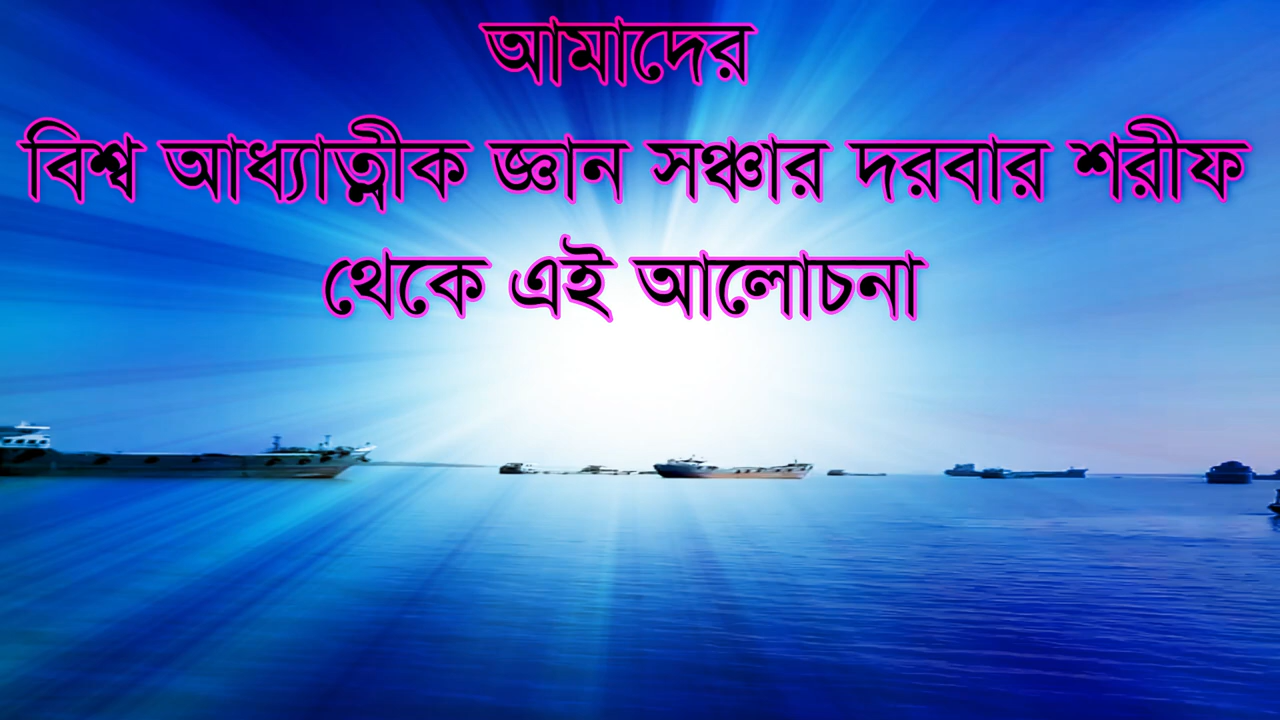 আমাদের
বিশ্ব আধ্যাত্নীক জ্ঞান সঞ্চার দরবার শরীফ
থেকে এই আলোচনা